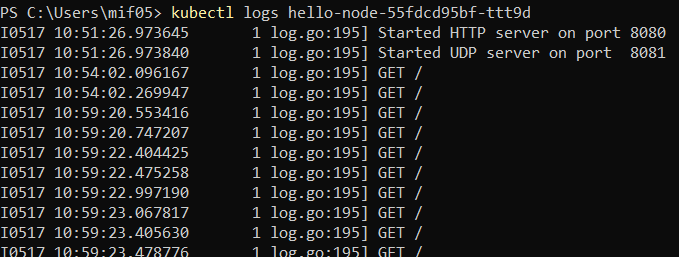 PS C:\Users\mif05> kubectl logs hello-node-55fdcd95bf-ttt9d
I0517 10:51:26.973645       1 log.go:195] Started HTTP server on port 8080
I0517 10:51:26.973840       1 log.go:195] Started UDP server on port  8081
I0517 10:54:02.096167       1 log.go:195] GET /
I0517 10:54:02.269947       1 log.go:195] GET /
I0517 10:59:20.553416       1 log.go:195] GET /
I0517 10:59:20.747207       1 log.go:195] GET /
I0517 10:59:22.404425       1 log.go:195] GET /
I0517 10:59:22.475258       1 log.go:195] GET /
I0517 10:59:22.997190       1 log.go:195] GET /
I0517 10:59:23.067817       1 log.go:195] GET /
I0517 10:59:23.405630       1 log.go:195] GET /
I0517 10:59:23.478776       1 log.go:195] GET /